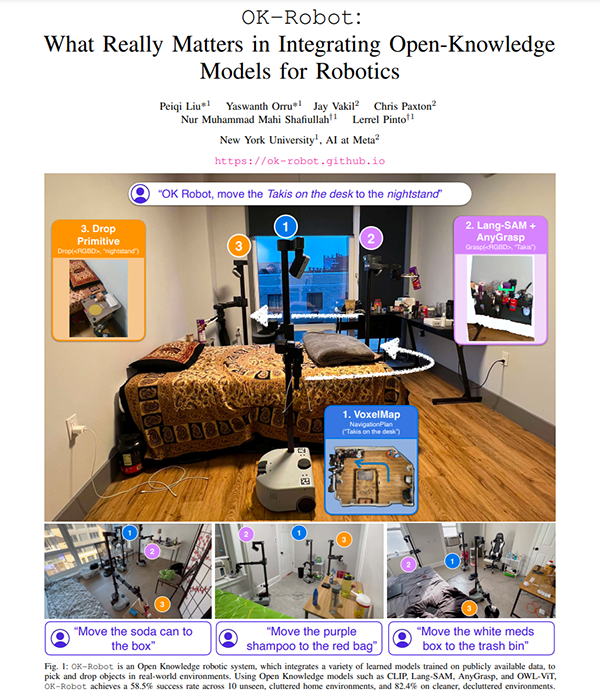 OK-Robot:
What Really Matters in Integrating Open-Knowledge
Models for Robotics
Peiqi Liu*1 Yaswanth Orru*1 Jay Vakil2 Chris Paxton2
Nur Muhammad Mahi Shafiullah†1 Lerrel Pinto†1
New York University1, AI at Meta2
https://ok-robot.github.io
"OK Robot, move the Takis on the desk to the nightstand"
3. Drop
Primitive
Drop(<RGBD>, "nightstand")
3
1
2
2. Lang-SAM +
AnyGrasp
Grasp(<RGBD>, "Takis")
1. VoxelMap
NavigationPlan
("Takis on the desk")
1
2
3
2
1
3
2
1
3
"Move the soda can to
the box"
"Move the purple
shampoo to the red bag"
"Move the white meds
box to the trash bin"
Fig. 1: OK-Robot is an Open Knowledge robotic system, which integrates a variety of learned models trained on publicly available data, to
pick and drop objects in real-world environments. Using Open Knowledge models such as CLIP, Lang-SAM, AnyGrasp, and OWL-ViT,
OK-Robot achieves a 58.5% success rate across 10 unseen, cluttered home environments, and 82.4% on cleaner, decluttered environments.